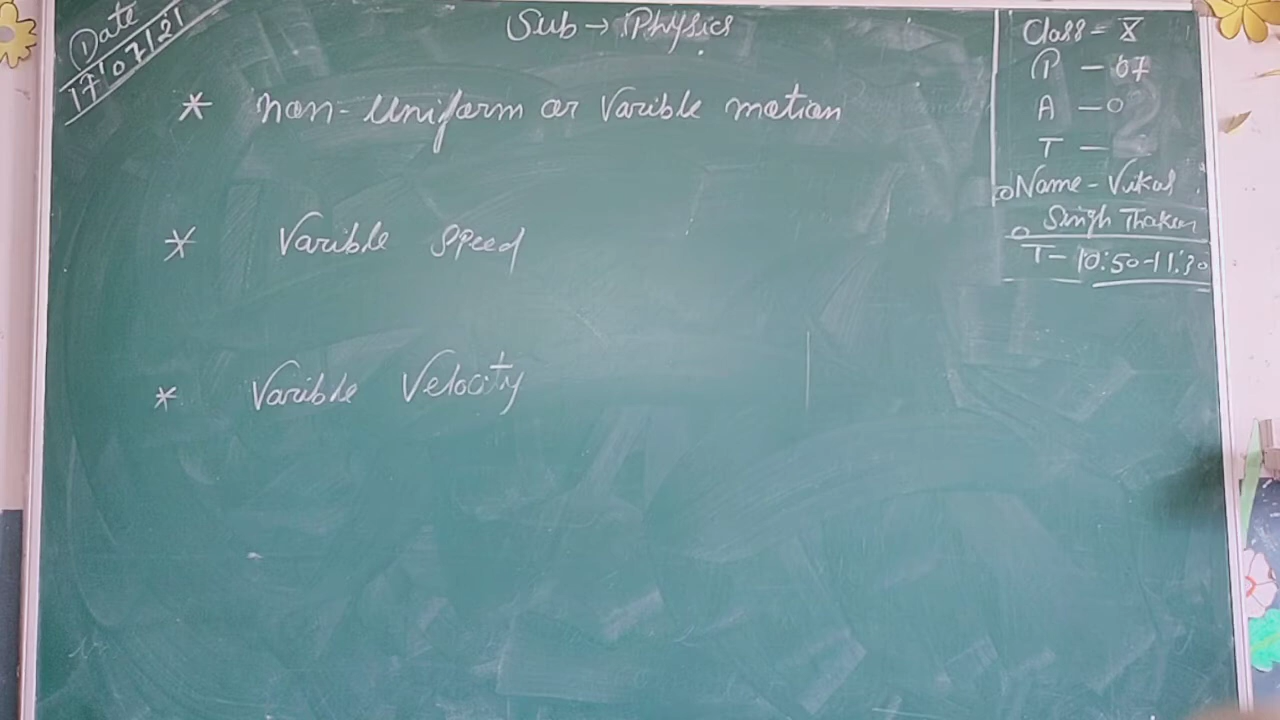 Date
17/07/21
Sub → Physics
* non-Uniform or Varible motion
* Varible Speed
* Varible Velocity
Class = X
P - 07
A - 0
T -
Name - Vikas
Singh Thakur
T - 10:50-11:30